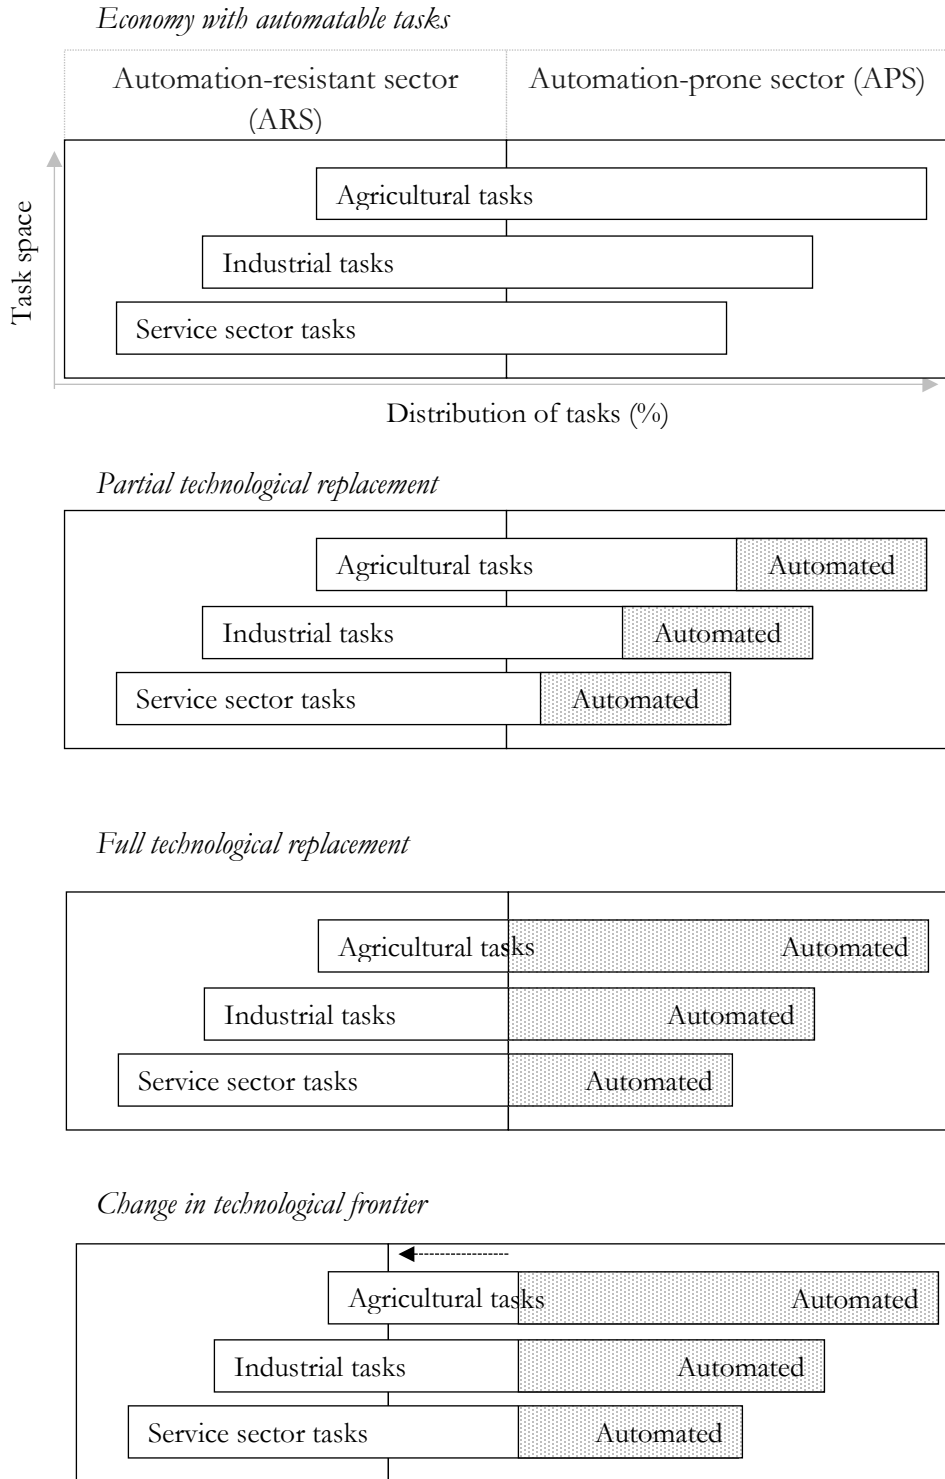 Economy with automatable tasks
Automation-resistant sector
(ARS)
Automation-prone sector (APS)
Task space
Agricultural tasks
Industrial tasks
Service sector tasks
Distribution of tasks (%)
Partial technological replacement
Agricultural tasks
Automated
Industrial tasks
Automated
Service sector tasks
Automated
Full technological replacement
Agricultural tasks
Automated
Industrial tasks
Automated
Service sector tasks
Automated
Change in technological frontier
Agricultural tasks
Automated
Industrial tasks
Automated
Service sector tasks
Automated